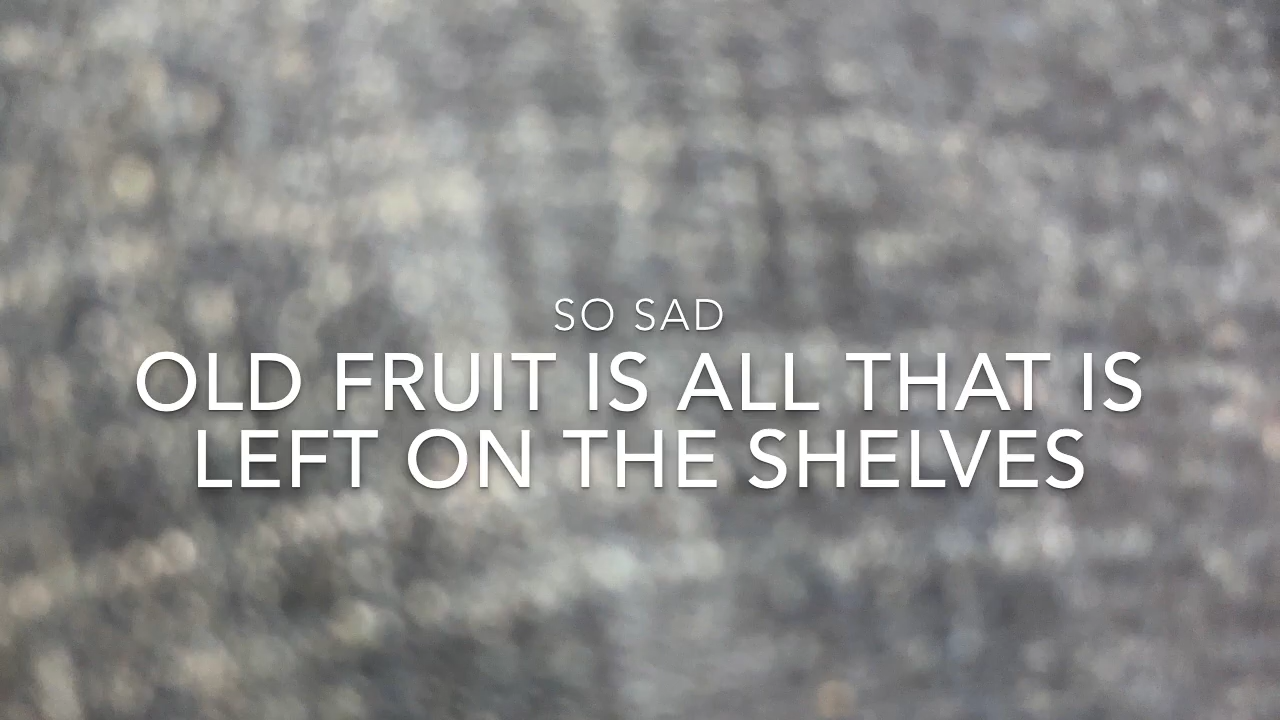 SO SAD
OLD FRUIT IS ALL THAT IS
LEFT ON THE SHELVES